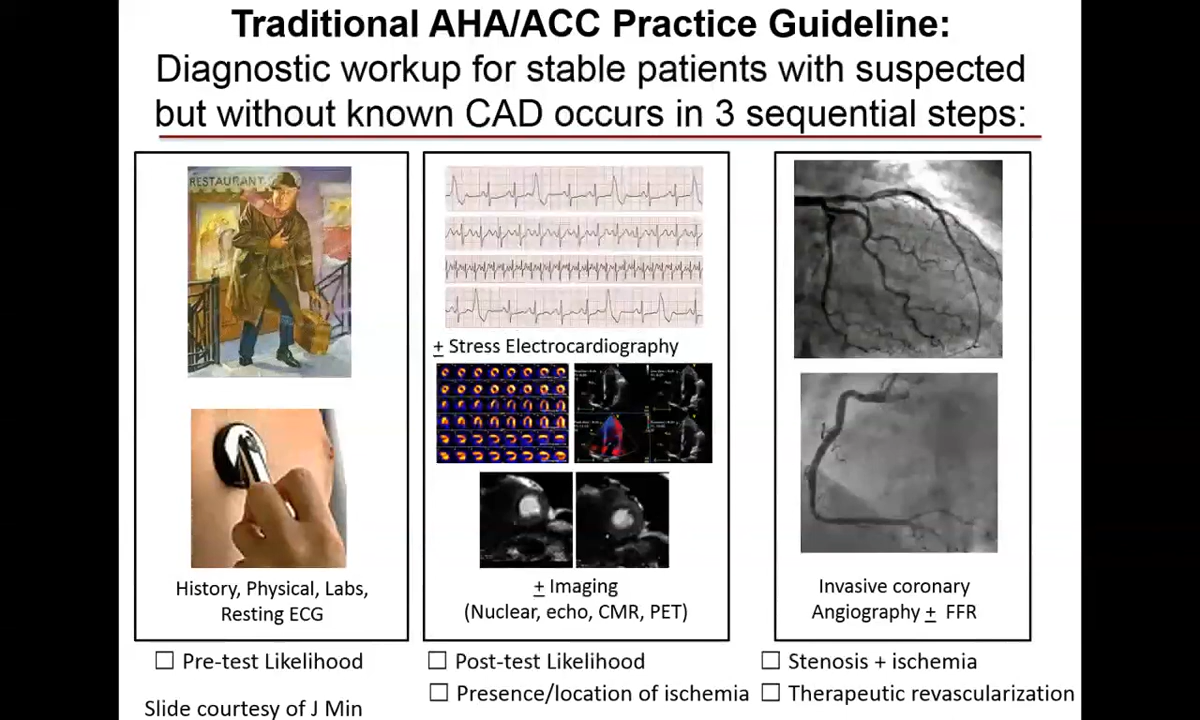 Traditional AHA/ACC Practice Guideline:
Diagnostic workup for stable patients with suspected
but without known CAD occurs in 3 sequential steps:
RESTAURANT
History, Physical, Labs,
Resting ECG
☐ Pre-test Likelihood
+ Stress Electrocardiography
+ Imaging
(Nuclear, echo, CMR, PET)
☐ Post-test Likelihood
☐ Presence/location of ischemia
Invasive coronary
Angiography + FFR
☐ Stenosis + ischemia
☐ Therapeutic revascularization
Slide courtesy of J Min